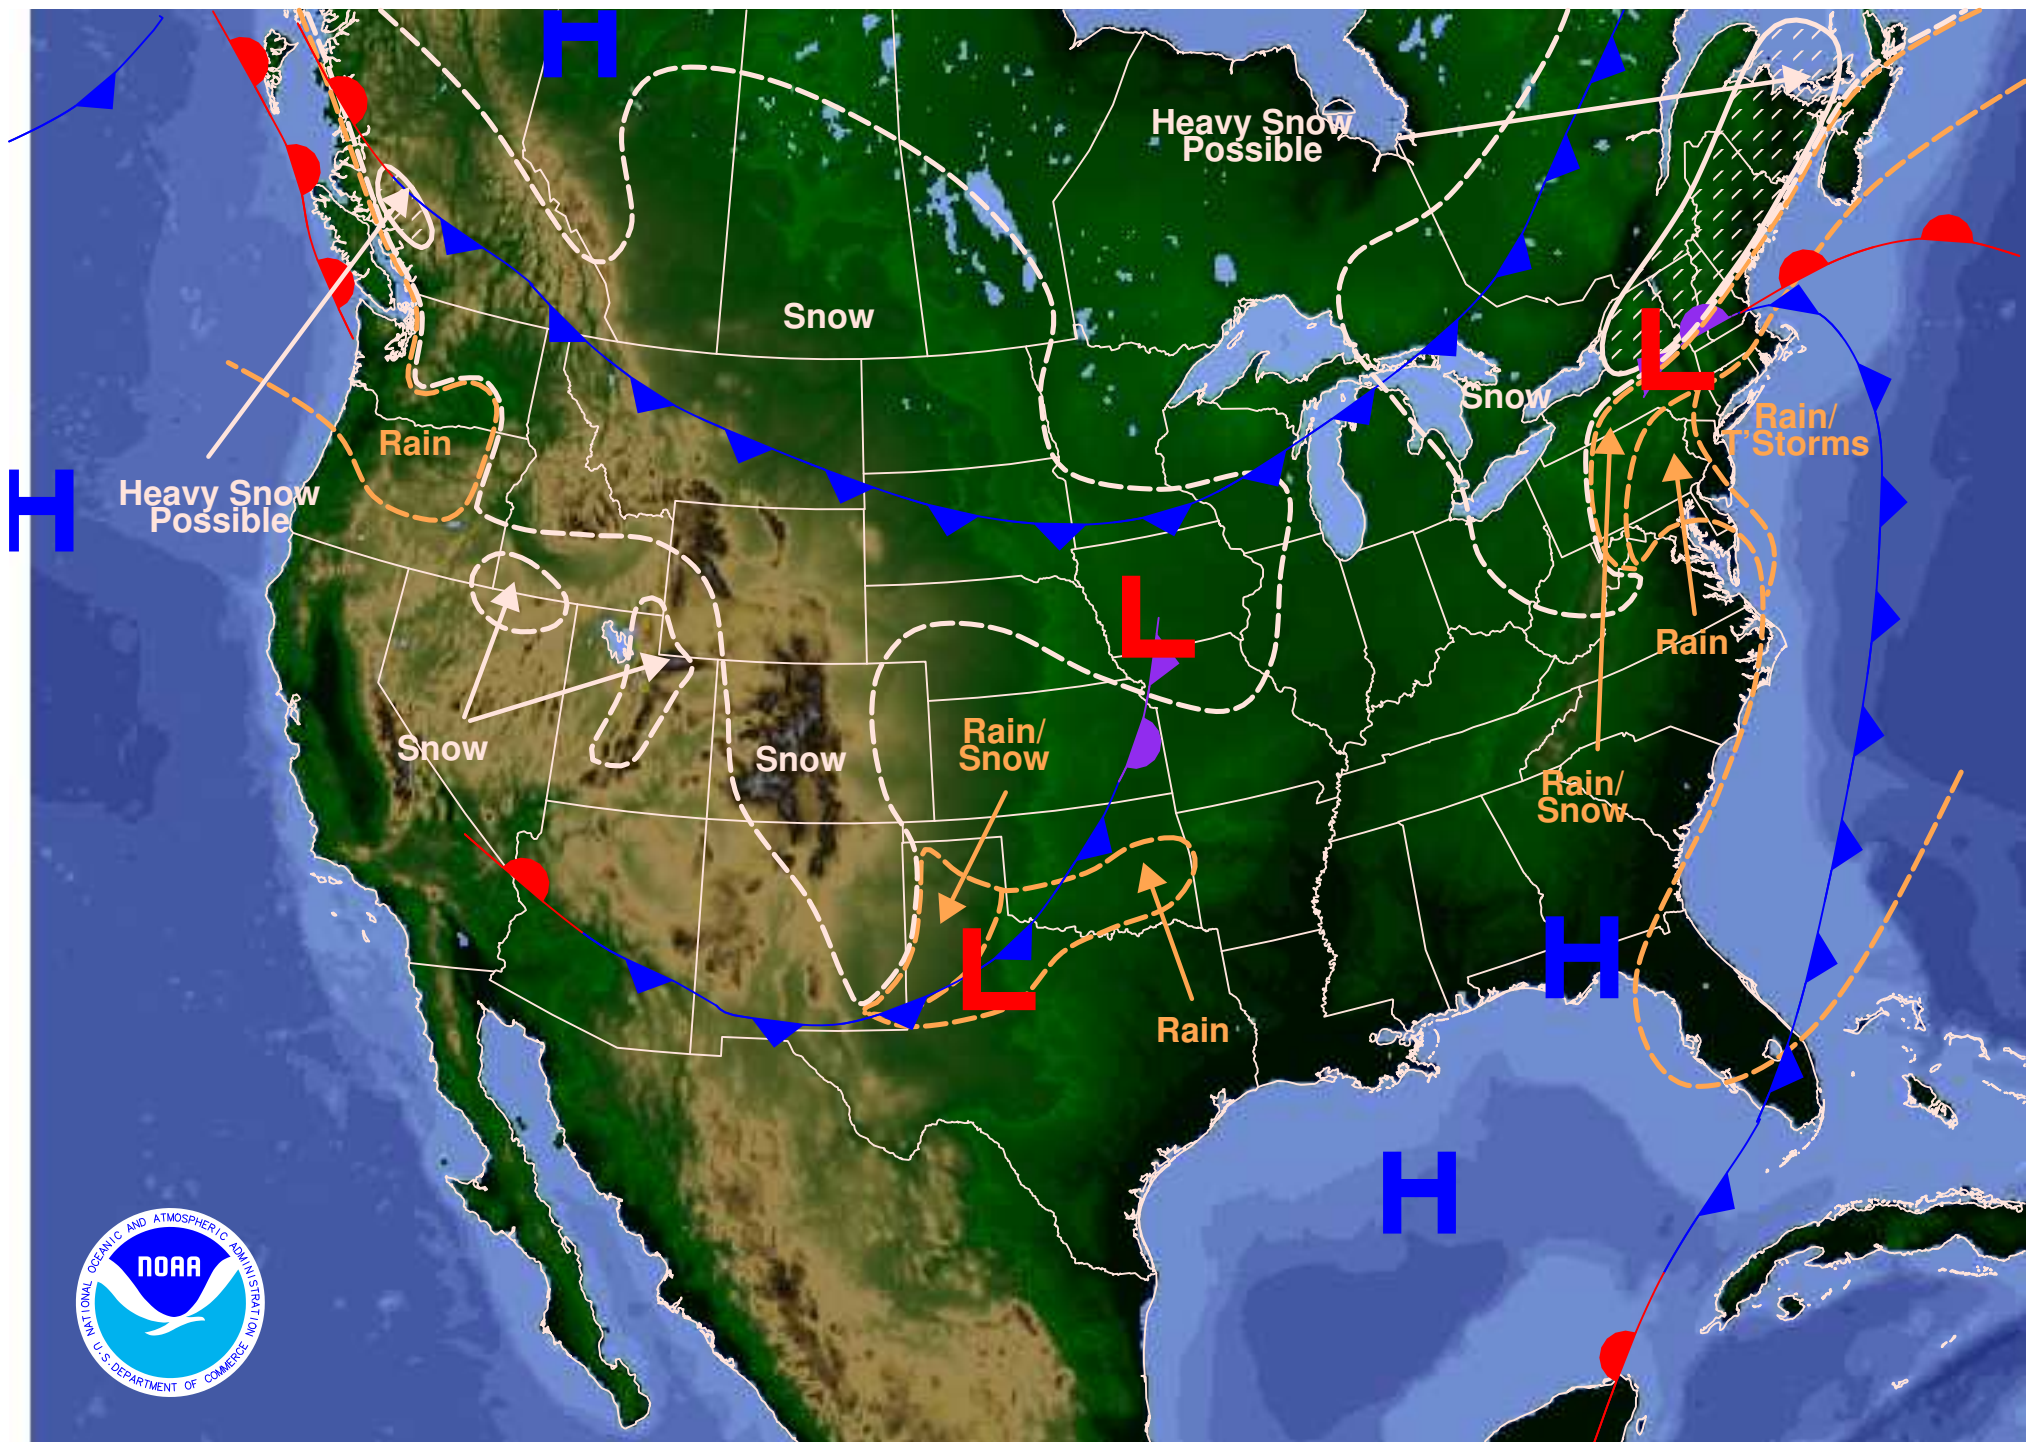 H
Heavy Snow
Possible
Snow
Snow
Rain/
T'Storms
L
Rain
H
Heavy Snow
Possible
L
Rain
Snow
Snow
Rain/
Snow
Rain/
Snow
H
L
Rain
H
NATIONAL OCEANIC AND ATMOSPHERIC ADMINISTRATION
NOAA
U.S. DEPARTMENT OF COMMERCE